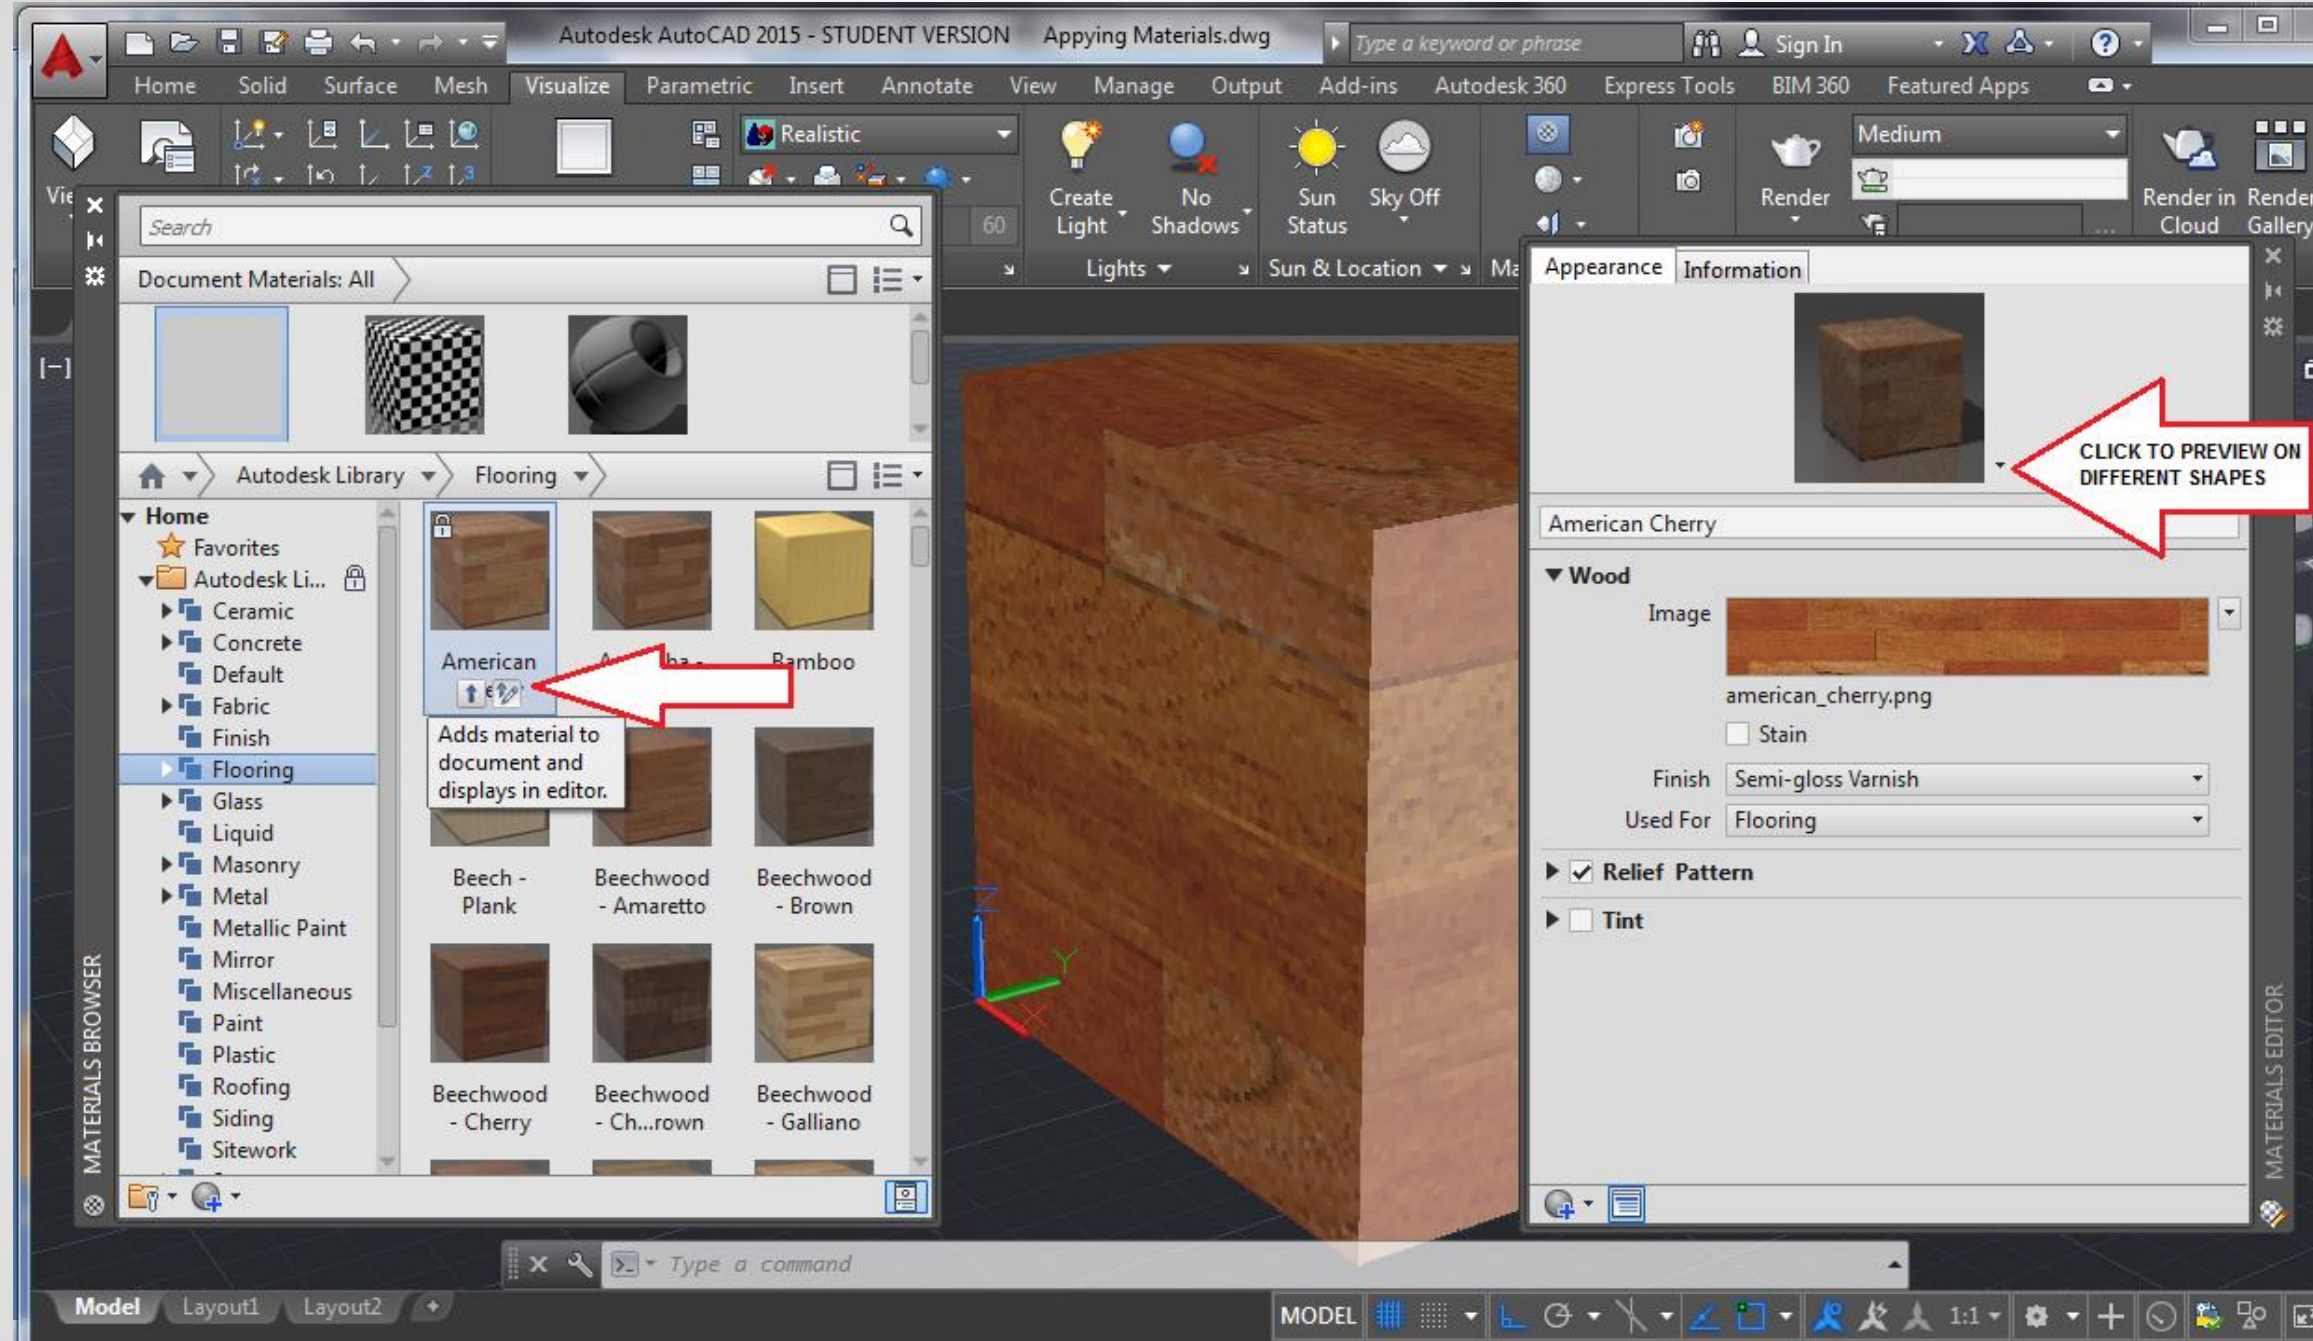 Autodesk AutoCAD 2015 - STUDENT VERSION Appying Materials.dwg
Type a keyword or phrase
Sign In
Home Solid Surface Mesh Visualize Parametric Insert Annotate View Manage Output Add-ins Autodesk 360 Express Tools BIM 360 Featured Apps
Realistic
Medium
Create
Light
No
Shadows
Sun
Status
Sky Off
Render
Render in
Cloud
Render
Gallery
60
Lights
Sun & Location
Search
Document Materials: All
Autodesk Library Flooring
Home
Favorites
Autodesk Li...
Ceramic
Concrete
Default
Fabric
Finish
Flooring
Glass
Liquid
Masonry
Metal
Metallic Paint
Mirror
Miscellaneous
Paint
Plastic
Roofing
Siding
Sitework
MATERIALS BROWSER
American
Bamboo
Adds material to
document and
displays in editor.
Beech -
Plank
Beechwood
- Amaretto
Beechwood
- Brown
Beechwood
- Cherry
Beechwood
- Ch...rown
Beechwood
- Galliano
[−]
Z
Y
X
Appearance Information
CLICK TO PREVIEW ON
DIFFERENT SHAPES
American Cherry
Wood
Image
american_cherry.png
Stain
Finish Semi-gloss Varnish
Used For Flooring
Relief Pattern
Tint
MATERIALS EDITOR
Type a command
Model Layout1 Layout2 +
MODEL
1:1